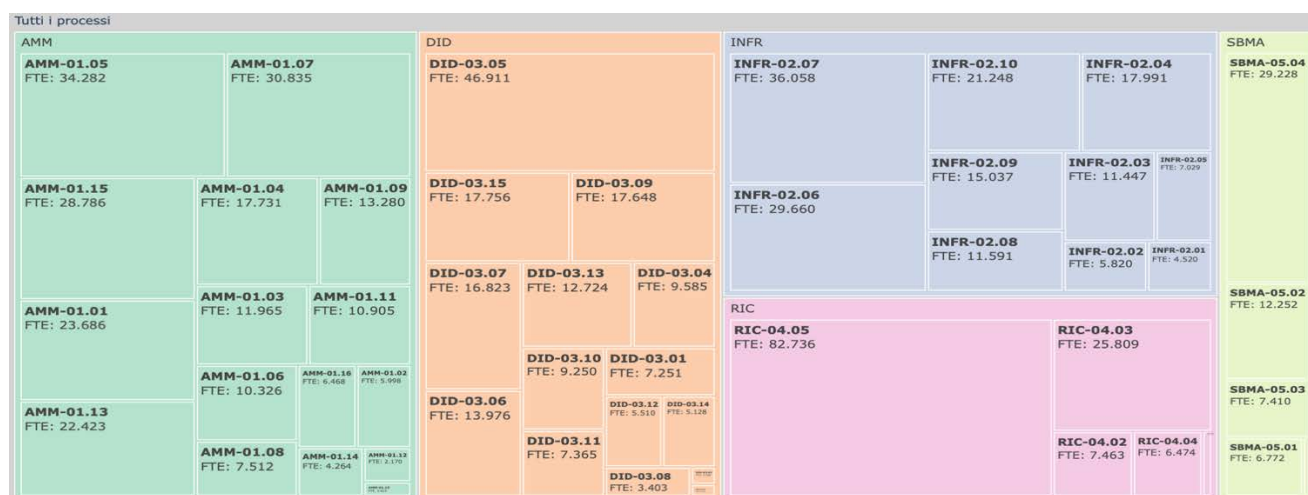 Tutti i processi
AMM
AMM-01.05
FTE: 34.282
AMM-01.07
FTE: 30.835
AMM-01.15
FTE: 28.786
AMM-01.04
FTE: 17.731
AMM-01.09
FTE: 13.280
AMM-01.01
FTE: 23.686
AMM-01.03
FTE: 11.965
AMM-01.11
FTE: 10.905
AMM-01.06
FTE: 10.326
AMM-01.16
FTE: 6.468
AMM-01.02
FTE: 5.998
AMM-01.13
FTE: 22.423
AMM-01.08
FTE: 7.512
AMM-01.14
FTE: 4.264
AMM-01.12
FTE: 2.170
DID
DID-03.05
FTE: 46.911
DID-03.15
FTE: 17.756
DID-03.09
FTE: 17.648
DID-03.07
FTE: 16.823
DID-03.13
FTE: 12.724
DID-03.04
FTE: 9.585
DID-03.10
FTE: 9.250
DID-03.01
FTE: 7.251
DID-03.06
FTE: 13.976
DID-03.12
FTE: 5.510
DID-03.14
FTE: 5.128
DID-03.11
FTE: 7.365
DID-03.08
FTE: 3.403
INFR
INFR-02.07
FTE: 36.058
INFR-02.10
FTE: 21.248
INFR-02.04
FTE: 17.991
INFR-02.09
FTE: 15.037
INFR-02.03
FTE: 11.447
INFR-02.05
FTE: 7.029
INFR-02.06
FTE: 29.660
INFR-02.08
FTE: 11.591
INFR-02.02
FTE: 5.820
INFR-02.01
FTE: 4.520
RIC
RIC-04.05
FTE: 82.736
RIC-04.03
FTE: 25.809
RIC-04.02
FTE: 7.463
RIC-04.04
FTE: 6.474
SBMA
SBMA-05.04
FTE: 29.228
SBMA-05.02
FTE: 12.252
SBMA-05.03
FTE: 7.410
SBMA-05.01
FTE: 6.772